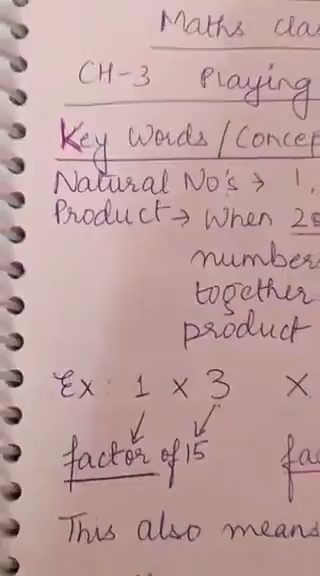 Maths
CH-3 Playing
Key Words/Concep
Natural No's → 1,
Product → When
number
together
product
Ex: 1 x 3 x
factor of 15 fac
This also means